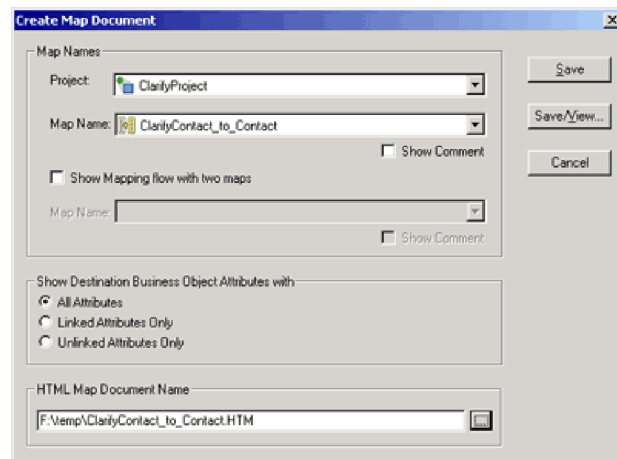 Create Map Document
Map Names
Project:
ClarifyProject
Save
Map Name:
ClarifyContact_to_Contact
Save/View...
Show Comment
Cancel
Show Mapping flow with two maps
Map Name:
Show Comment
Show Destination Business Object Attributes with
All Attributes
Linked Attributes Only
Unlinked Attributes Only
HTML Map Document Name
F:\temp\ClarifyContact_to_Contact.HTM
...